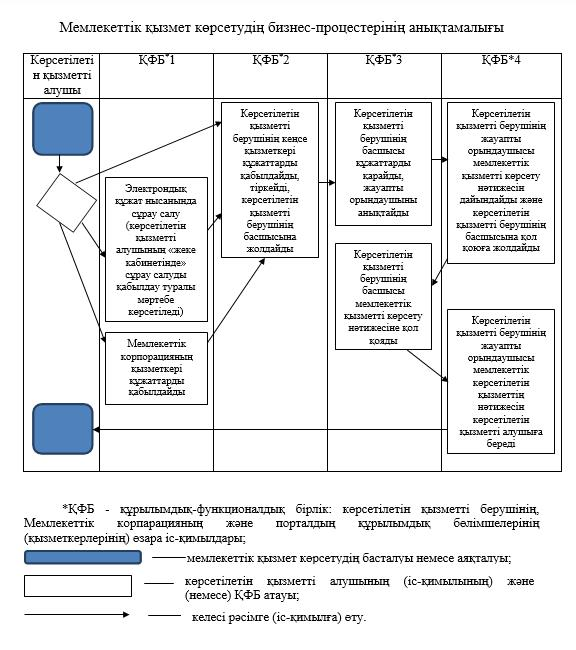 Мемлекеттік қызмет көрсетудің бизнес-процестерінің анықтамалығы
Көрсетілеті
н қызметті
алушы
ҚФБ*1
ҚФБ*2
ҚФБ*3
ҚФБ*4
Электрондық
құжат нысанында
сұрау салу
(көрсетілетін
қызметті
алушының «жеке
кабинетінде»
сұрау салуды
қабылдау туралы
мәртебе
көрсетіледі)
Мемлекеттік
корпорацияның
қызметкері
құжаттарды
қабылдайды
Көрсетілетін
қызметті
берушінің кеңсе
қызметкері
құжаттарды
қабылдайды,
тіркейді,
көрсетілетін
қызметті
берушінің
басшысына
жолдайды
Көрсетілетін
қызметті
берушінің
басшысы
құжаттарды
қарайды,
жауапты
орындаушыны
анықтайды
Көрсетілетін
қызметті
берушінің
басшысы
мемлекеттік
қызметті көрсету
нәтижесіне қол
қояды
Көрсетілетін
қызметті берушінің
жауапты
орындаушысы
мемлекеттік
қызметті көрсету
нәтижесін
дайындайды және
көрсетілетін
қызметті берушінің
басшысына қол
қоюға жолдайды
Көрсетілетін
қызметті берушінің
жауапты
орындаушысы
мемлекеттік
көрсетілетін
қызметтің
нәтижесін
көрсетілетін
қызметті алушыға
береді
*ҚФБ - құрылымдық-функционалдық бірлік: көрсетілетін қызметті берушінің,
Мемлекеттік корпарацияның және порталдың құрылымдық бөлімшелерінің
(қызметкерлерінің) өзара іс-қимылдары;
мемлекеттік қызмет көрсетудің басталуы немесе аяқталуы;
көрсетілетін қызметті алушының (іс-қимылының) және
(немесе) ҚФБ атауы;
келесі рәсімге (іс-қимылға) өту.